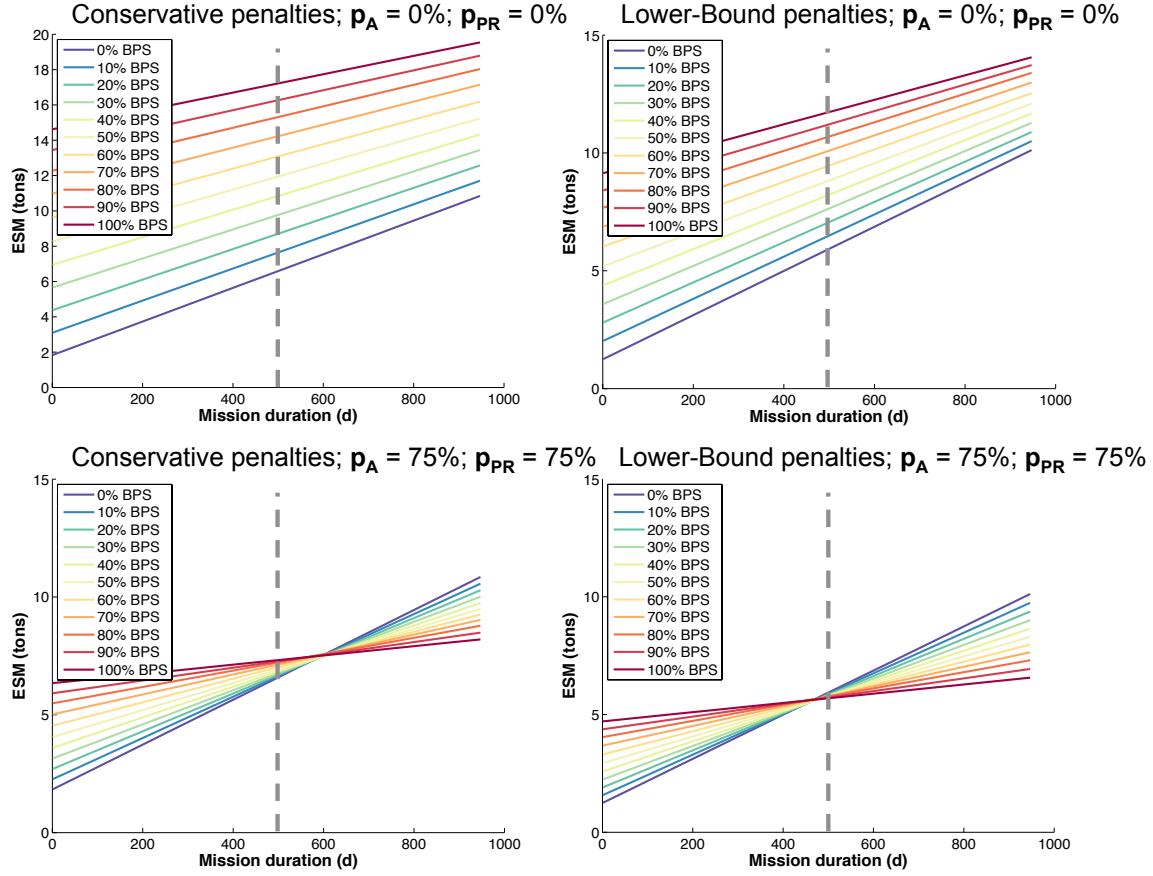 Conservative penalties; pA = 0%; pPR = 0%
20
18
16
14
12
10
8
6
4
2
0
ESM (tons)
0% BPS
10% BPS
20% BPS
30% BPS
40% BPS
50% BPS
60% BPS
70% BPS
80% BPS
90% BPS
100% BPS
0 200 400 600 800 1000
Mission duration (d)
Lower-Bound penalties; pA = 0%; pPR = 0%
15
10
5
0
ESM (tons)
0% BPS
10% BPS
20% BPS
30% BPS
40% BPS
50% BPS
60% BPS
70% BPS
80% BPS
90% BPS
100% BPS
0 200 400 600 800 1000
Mission duration (d)
Conservative penalties; pA = 75%; pPR = 75%
15
10
5
0
ESM (tons)
0% BPS
10% BPS
20% BPS
30% BPS
40% BPS
50% BPS
60% BPS
70% BPS
80% BPS
90% BPS
100% BPS
0 200 400 600 800 1000
Mission duration (d)
Lower-Bound penalties; pA = 75%; pPR = 75%
15
10
5
0
ESM (tons)
0% BPS
10% BPS
20% BPS
30% BPS
40% BPS
50% BPS
60% BPS
70% BPS
80% BPS
90% BPS
100% BPS
0 200 400 600 800 1000
Mission duration (d)